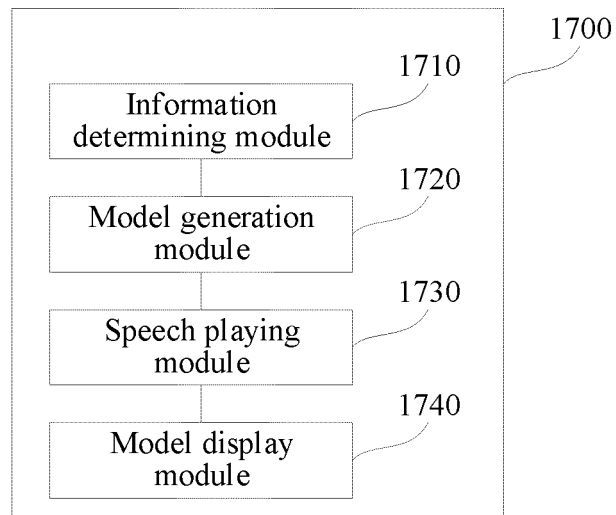 1700
1710
Information
determining module
1720
Model generation
module
1730
Speech playing
module
1740
Model display
module